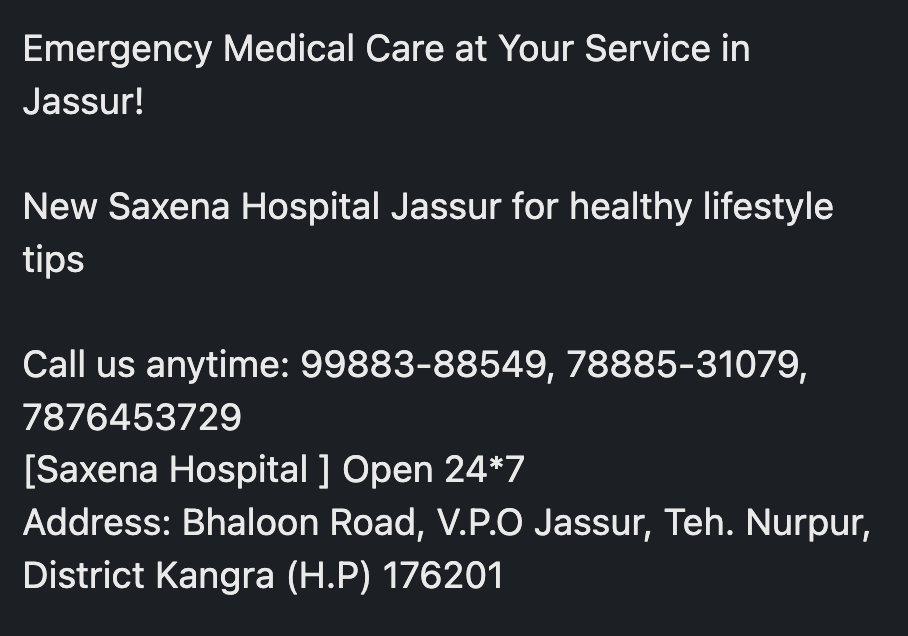 Emergency Medical Care at Your Service in
Jassur!
New Saxena Hospital Jassur for healthy lifestyle
tips
Call us anytime: 99883-88549, 78885-31079,
7876453729
[Saxena Hospital ] Open 24*7
Address: Bhaloon Road, V.P.O Jassur, Teh. Nurpur,
District Kangra (H.P) 176201